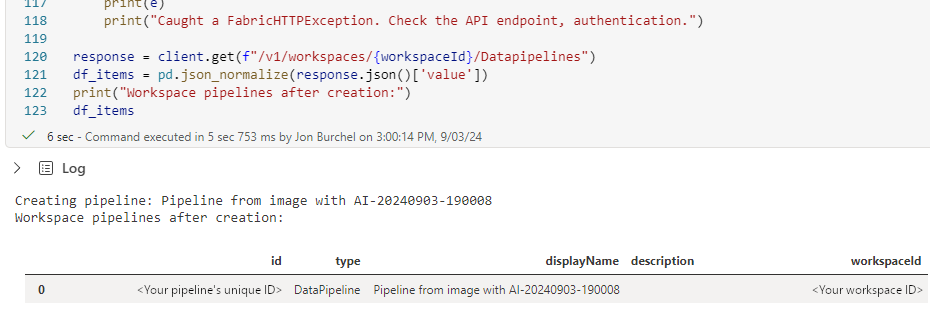 117 print(e)
118 print("Caught a FabricHTTPException. Check the API endpoint, authentication.")
119
120 response = client.get(f"/v1/workspaces/{workspaceId}/Datapipelines")
121 df_items = pd.json_normalize(response.json()['value'])
122 print("Workspace pipelines after creation:")
123 df_items
6 sec - Command executed in 5 sec 753 ms by Jon Burchel on 3:00:14 PM, 9/03/24
Log
Creating pipeline: Pipeline from image with AI-20240903-190008
Workspace pipelines after creation:
id type displayName description workspaceId
0 <Your pipeline's unique ID> DataPipeline Pipeline from image with AI-20240903-190008 <Your workspace ID>